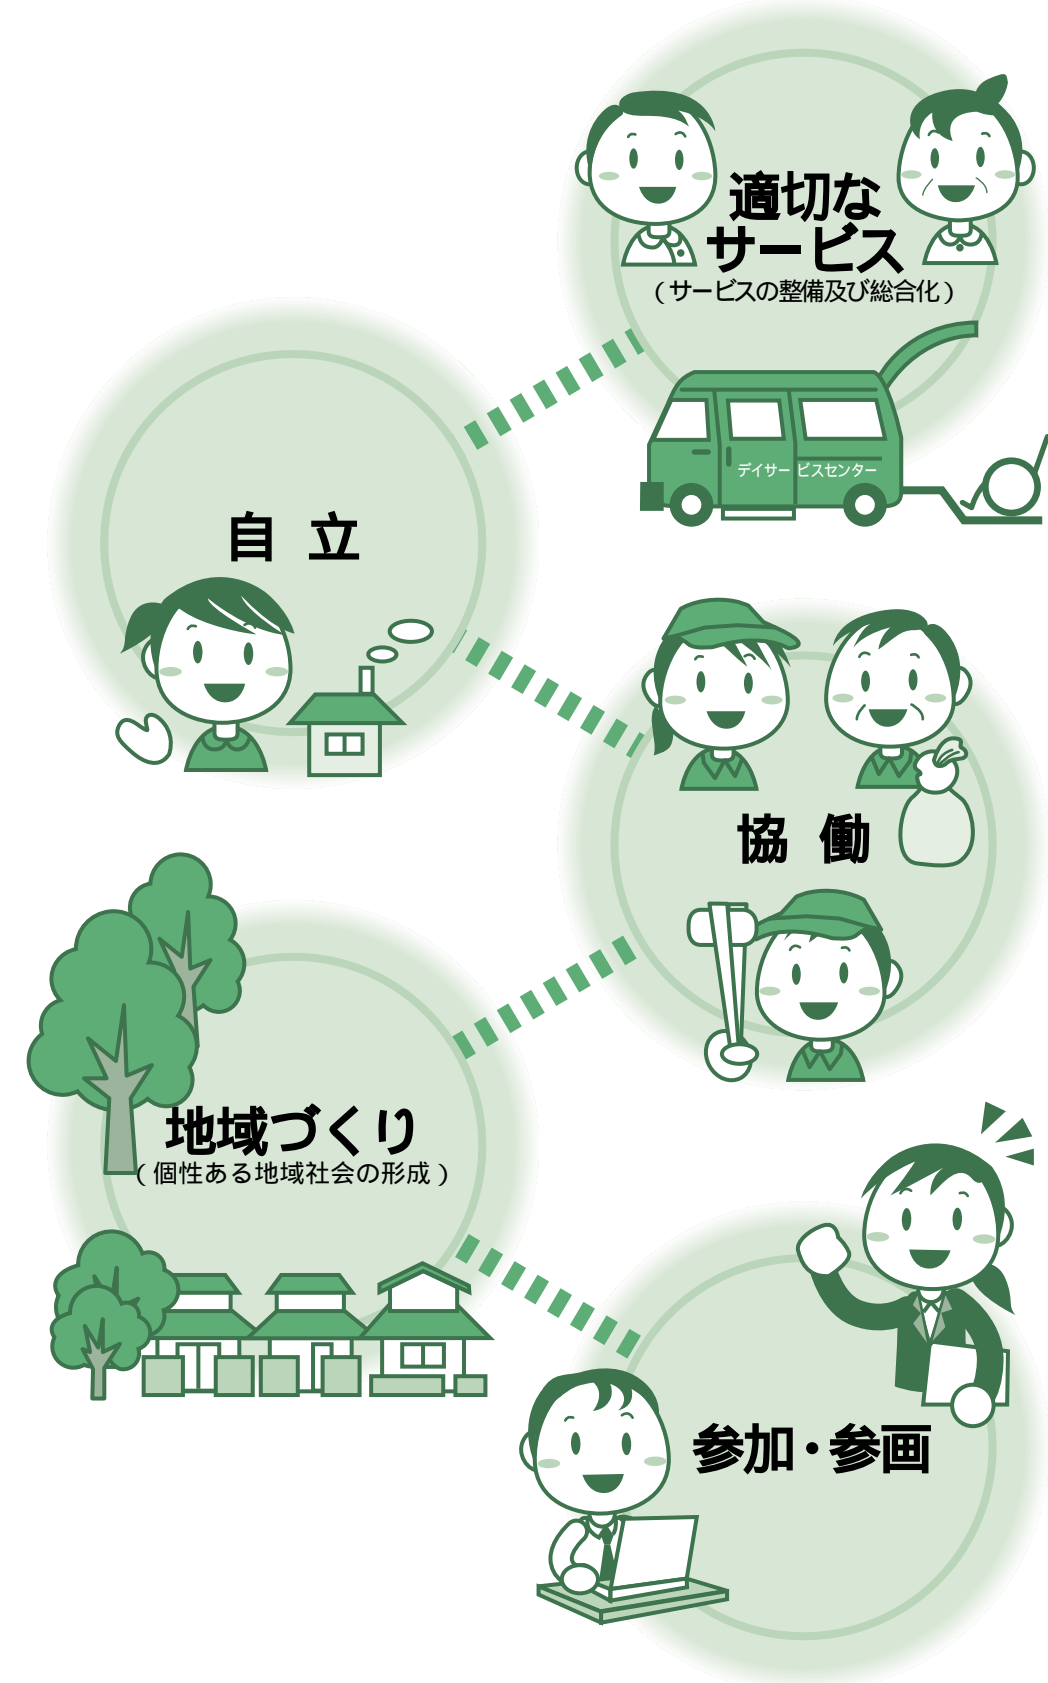 適切な
サービス
（サービスの整備及び総合化）
デイサービスセンター
自 立
協 働
地域づくり
（個性ある地域社会の形成）
参加・参画